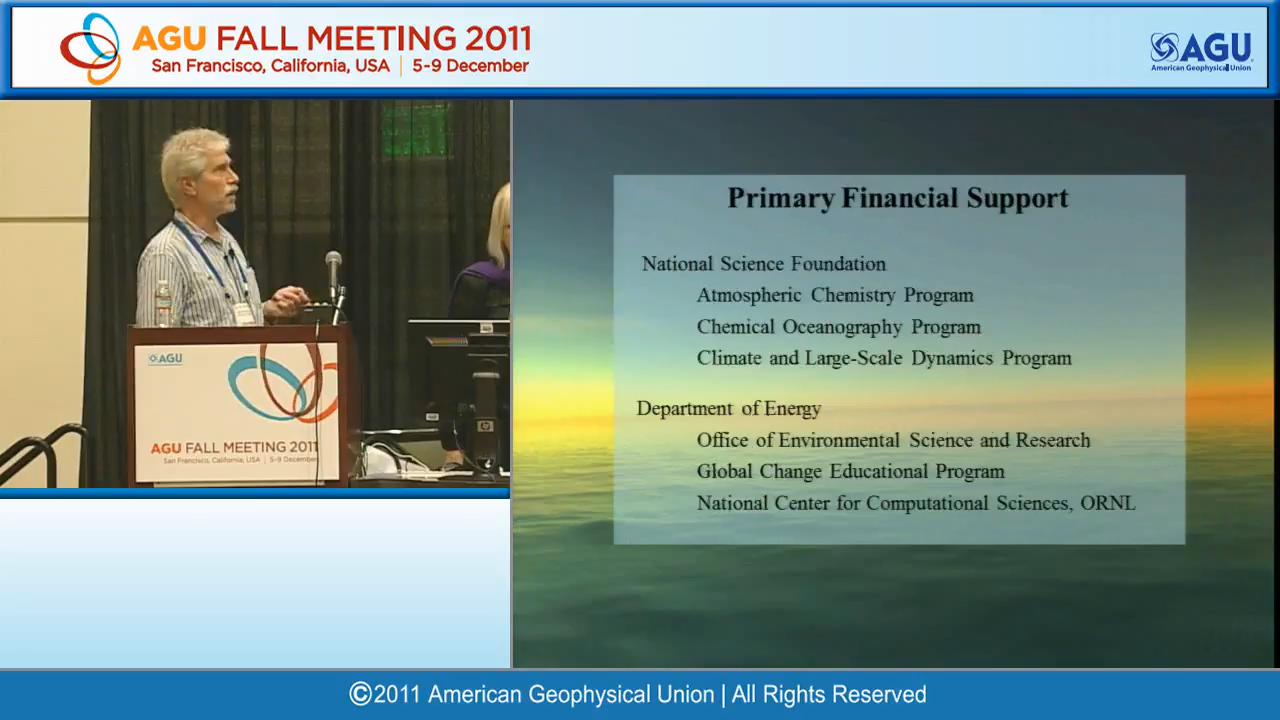 AGU FALL MEETING 2011
San Francisco, California, USA | 5-9 December
AGU
American Geophysical Union
Primary Financial Support
National Science Foundation
Atmospheric Chemistry Program
Chemical Oceanography Program
Climate and Large-Scale Dynamics Program
Department of Energy
Office of Environmental Science and Research
Global Change Educational Program
National Center for Computational Sciences, ORNL
AGU
AGU FALL MEETING 2011
San Francisco, California, USA | 5-9 December
hp
©2011 American Geophysical Union | All Rights Reserved